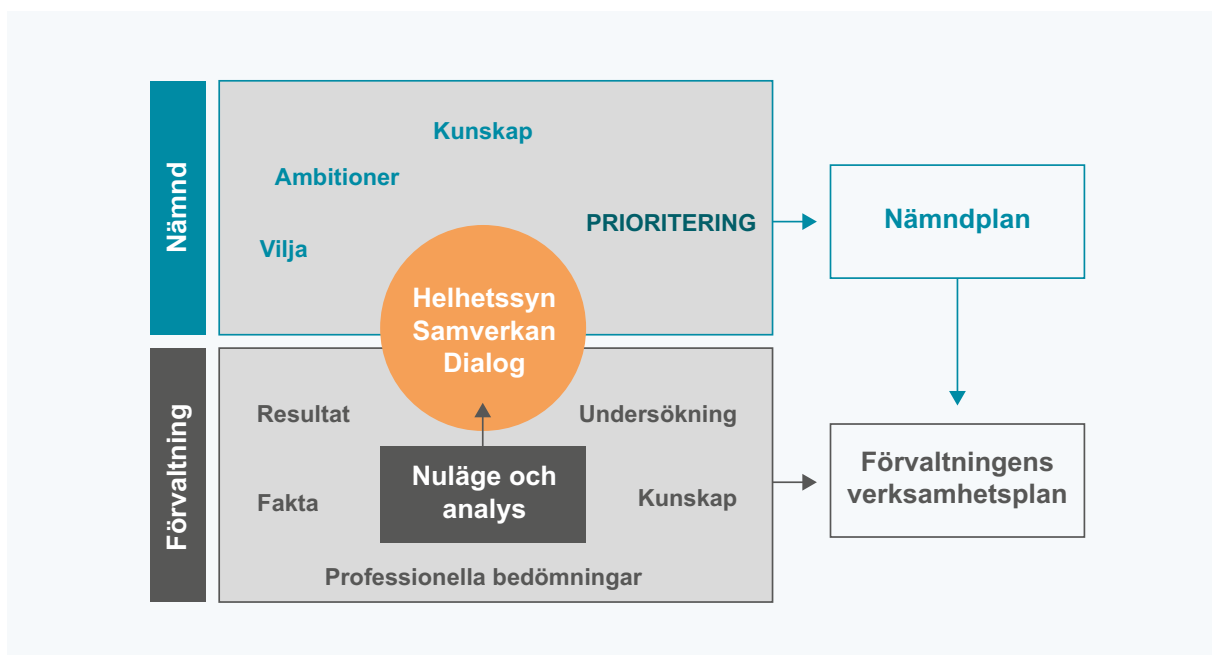 Nämnd
Kunskap
Ambitioner
PRIORITERING
Vilja
Nämndplan
Helhetssyn
Samverkan
Dialog
Förvaltning
Resultat
Undersökning
Nuläge och
analys
Fakta
Kunskap
Professionella bedömningar
Förvaltningens
verksamhetsplan